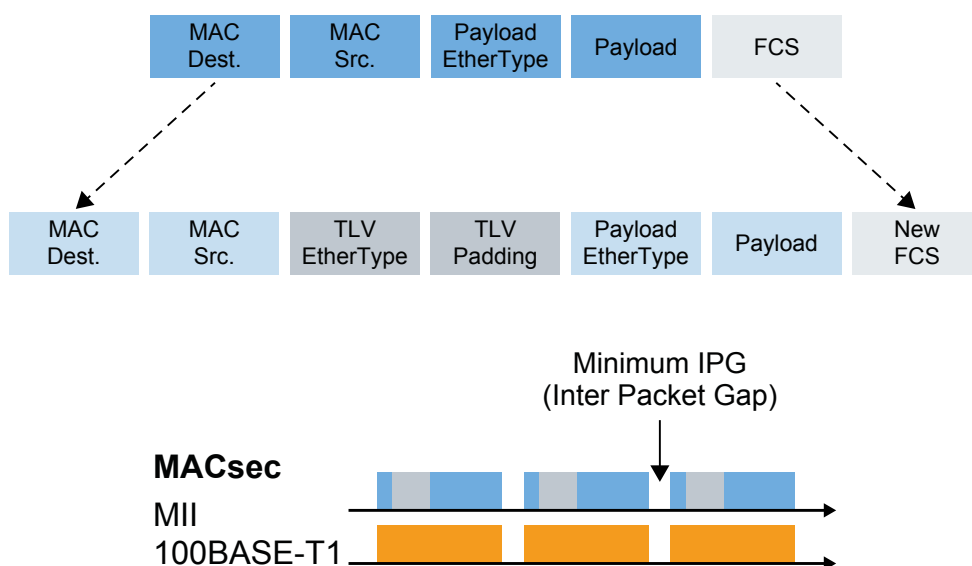 MAC
Dest.
MAC
Src.
Payload
EtherType
Payload
FCS
MAC
Dest.
MAC
Src.
TLV
EtherType
TLV
Padding
Payload
EtherType
Payload
New
FCS
Minimum IPG
(Inter Packet Gap)
MACsec
MII
100BASE-T1